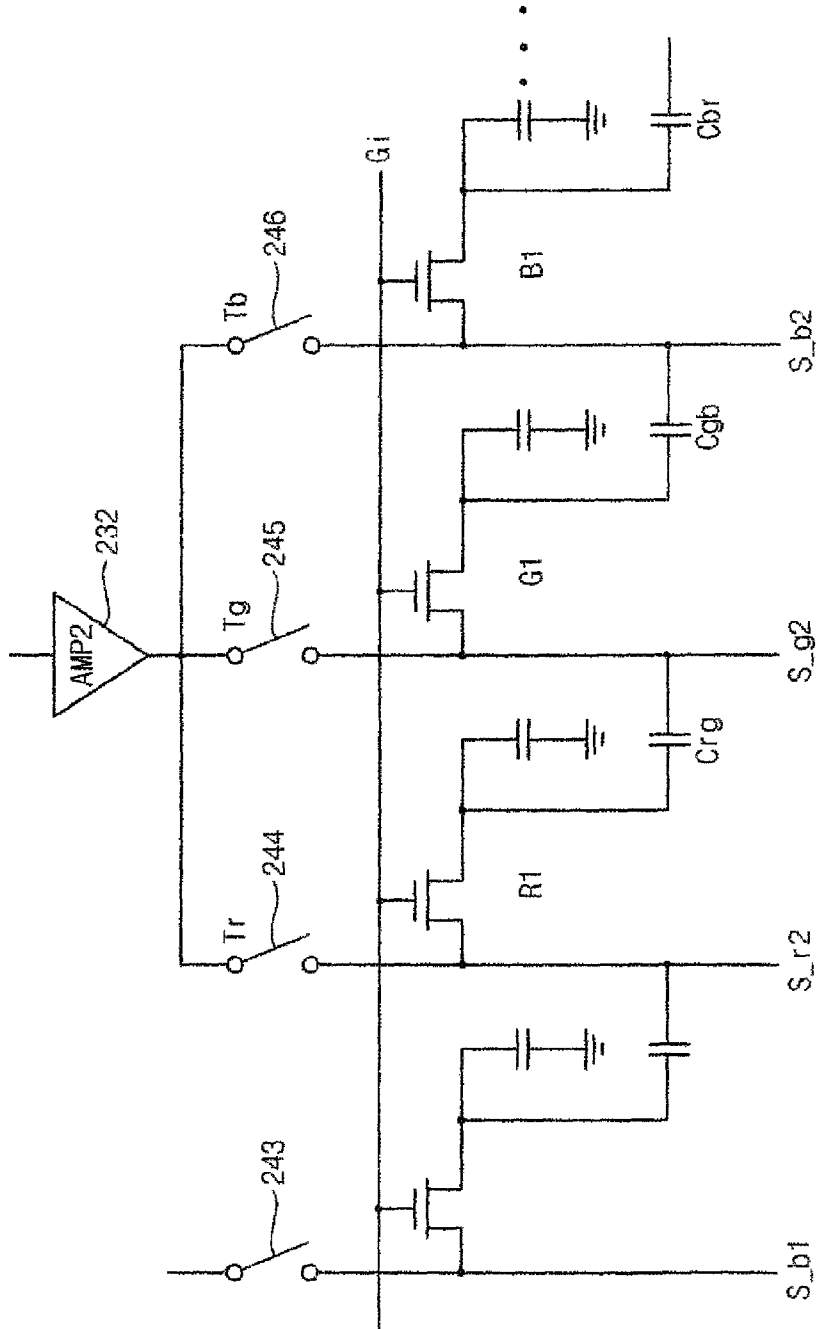 AMP2
232
Tr
244
Tg
245
Tb
246
243
Gi
R1
G1
B1
Crg
Cgb
Cbr
S_b1
S_r2
S_g2
S_b2